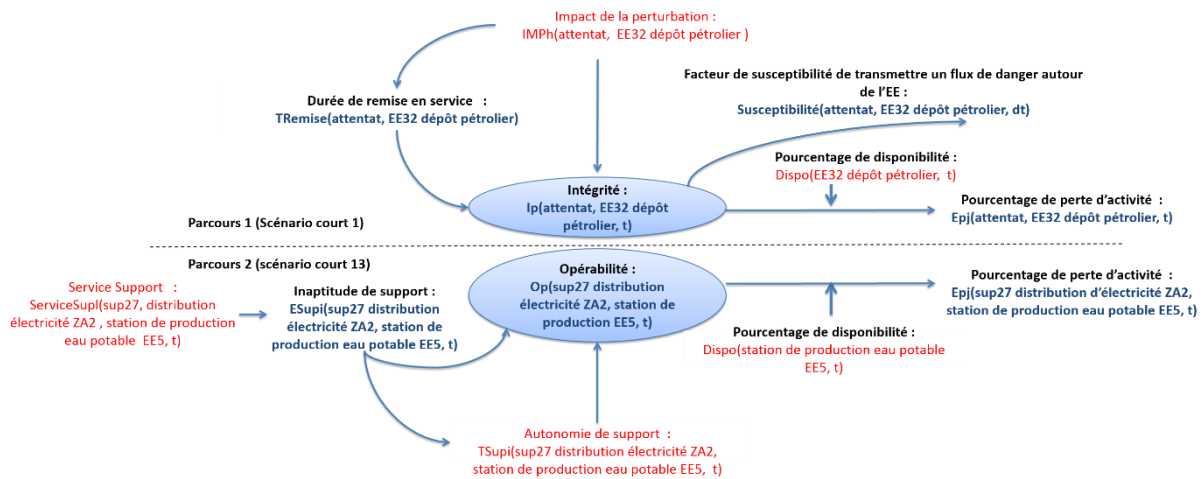 Impact de la perturbation :
IMPh(attentat, EE32 dépôt pétrolier )
Facteur de susceptibilité de transmettre un flux de danger autour
de l'EE :
Susceptibilité(attentat, EE32 dépôt pétrolier, dt)
Durée de remise en service :
TRemise(attentat, EE32 dépôt pétrolier)
Pourcentage de disponibilité :
Dispo(EE32 dépôt pétrolier, t)
Intégrité :
Ip(attentat, EE32 dépôt
pétrolier, t)
Pourcentage de perte d'activité :
Epj(attentat, EE32 dépôt pétrolier, t)
Parcours 1 (Scénario court 1)
Parcours 2 (scénario court 13)
Service Support :
ServiceSupl(sup27, distribution
électricité ZA2 , station de production
eau potable EE5, t)
Inaptitude de support :
ESupi(sup27 distribution
électricité ZA2, station de
production eau potable EE5, t)
Opérabilité :
Op(sup27 distribution
électricité ZA2, station de
production EE5, t)
Pourcentage de perte d'activité :
Epj(sup27 distribution d'électricité ZA2,
station de production eau potable EE5, t)
Pourcentage de disponibilité :
Dispo(station de production eau potable
EE5, t)
Autonomie de support :
TSupi(sup27 distribution électricité ZA2,
station de production eau potable EE5, t)